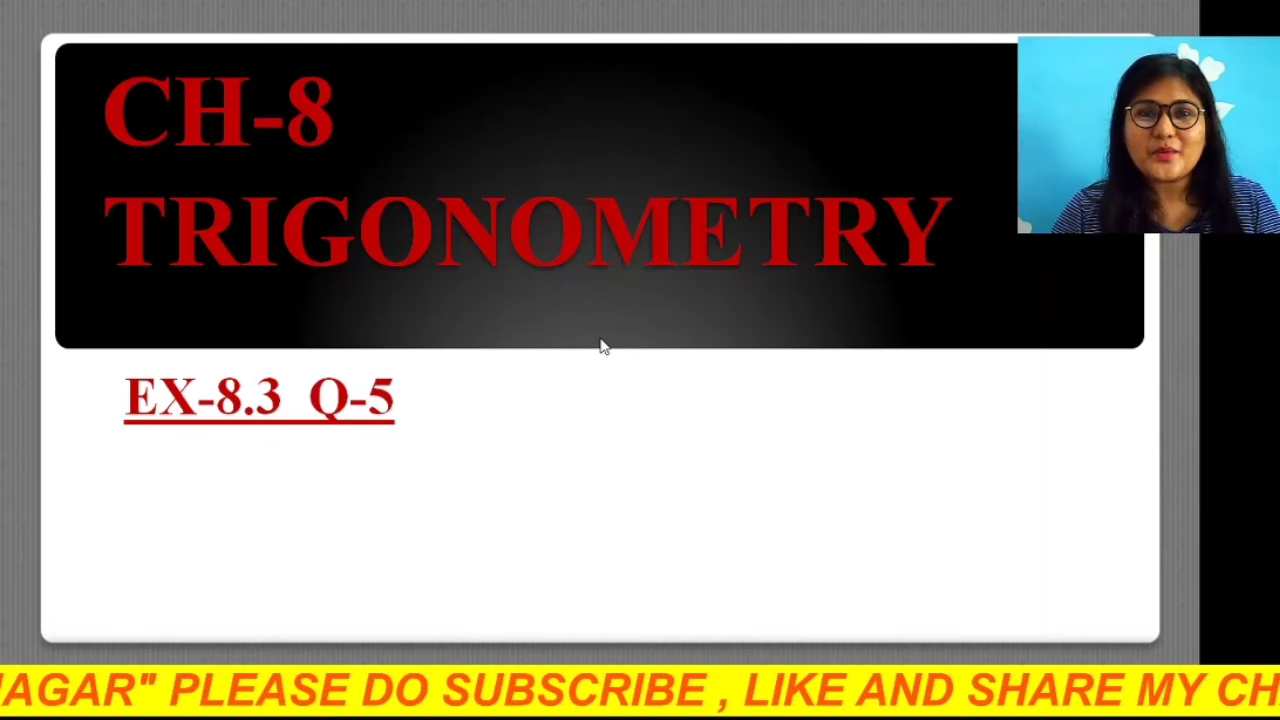 CH-8
TRIGONOMETRY
EX-8.3 Q-5
" PLEASE DO SUBSCRIBE , LIKE AND SHARE MY